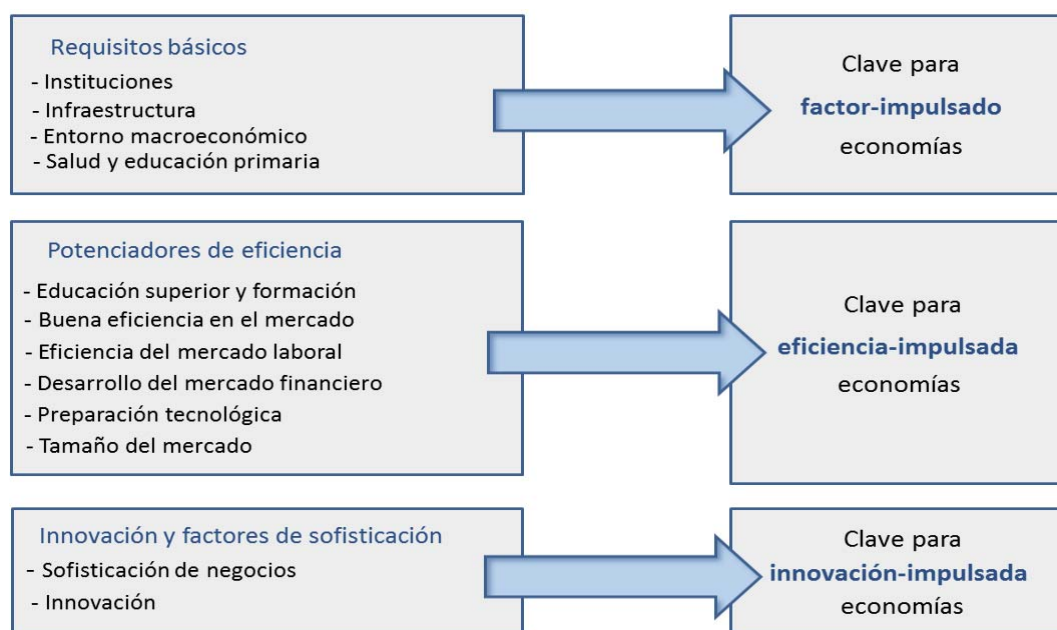 Requisitos básicos
- Instituciones
- Infraestructura
- Entorno macroeconómico
- Salud y educación primaria
Clave para
factor-impulsado
economías
Potenciadores de eficiencia
- Educación superior y formación
- Buena eficiencia en el mercado
- Eficiencia del mercado laboral
- Desarrollo del mercado financiero
- Preparación tecnológica
- Tamaño del mercado
Clave para
eficiencia-impulsada
economías
Innovación y factores de sofisticación
- Sofisticación de negocios
- Innovación
Clave para
innovación-impulsada
economías